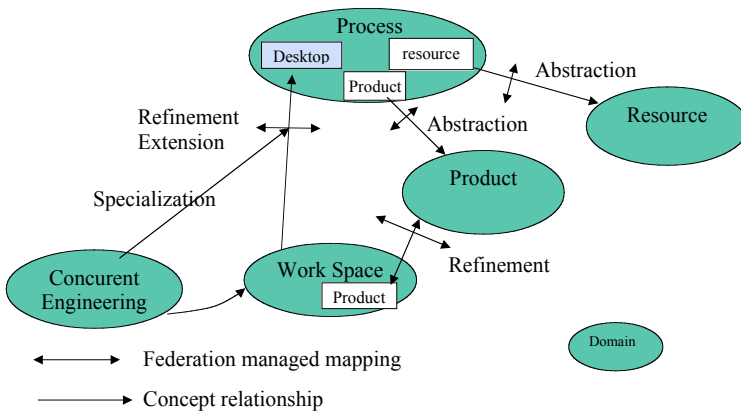 Process
Desktop
resource
Product
Abstraction
Resource
Refinement
Extension
Abstraction
Product
Specialization
Concurent
Engineering
Work Space
Product
Refinement
Domain
Federation managed mapping
Concept relationship